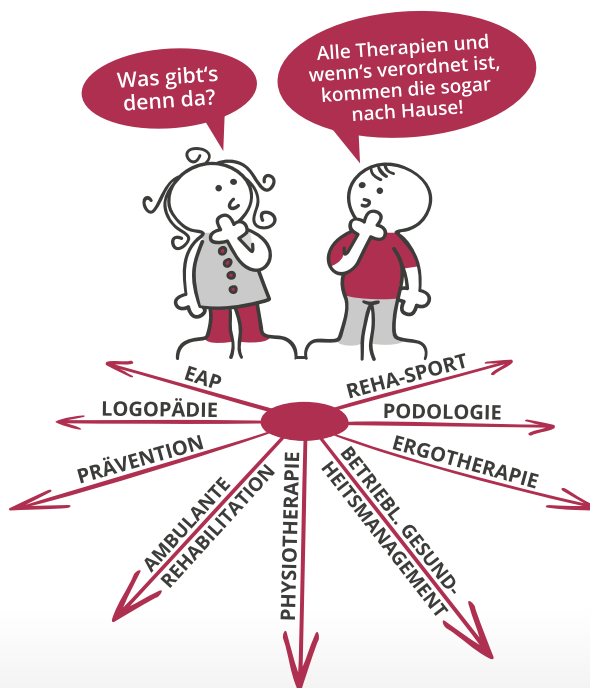 Was gibt‘s
denn da?
Alle Therapien und
wenn‘s verordnet ist,
kommen die sogar
nach Hause!
EAP
REHA-SPORT
LOGOPÄDIE
PODOLOGIE
PRÄVENTION
ERGOTHERAPIE
AMBULANTE
REHABILITATION
PHYSIOTHERAPIE
BETRIEBL. GESUND-
HEITSMANAGEMENT